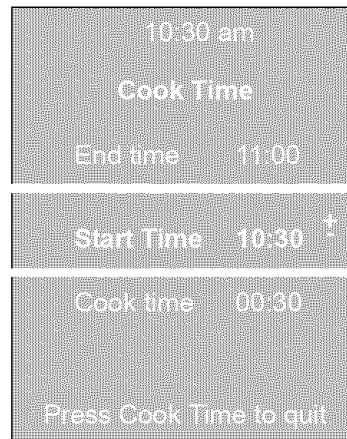 10:30 am
Cook Time
End time 11:00
Start Time 10:30 +
-
Cook time 00:30
Press Cook Time to quit